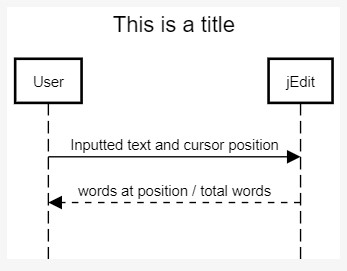 This is a title
User
jEdit
Inputted text and cursor position
words at position / total words